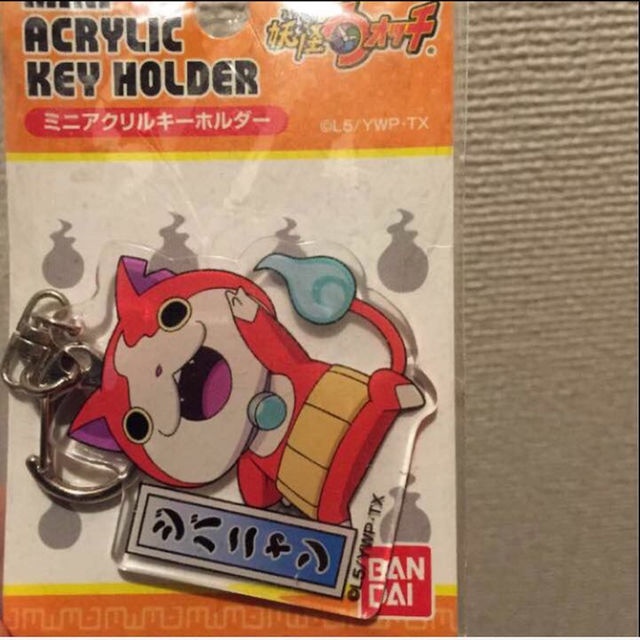 MINI
ACRYLIC
KEY HOLDER
妖怪ウォッチ
ミニアクリルキーホルダー
©L5/YWP・TX
ジバニャン
©L5/YWP・TX
BAN
DAI